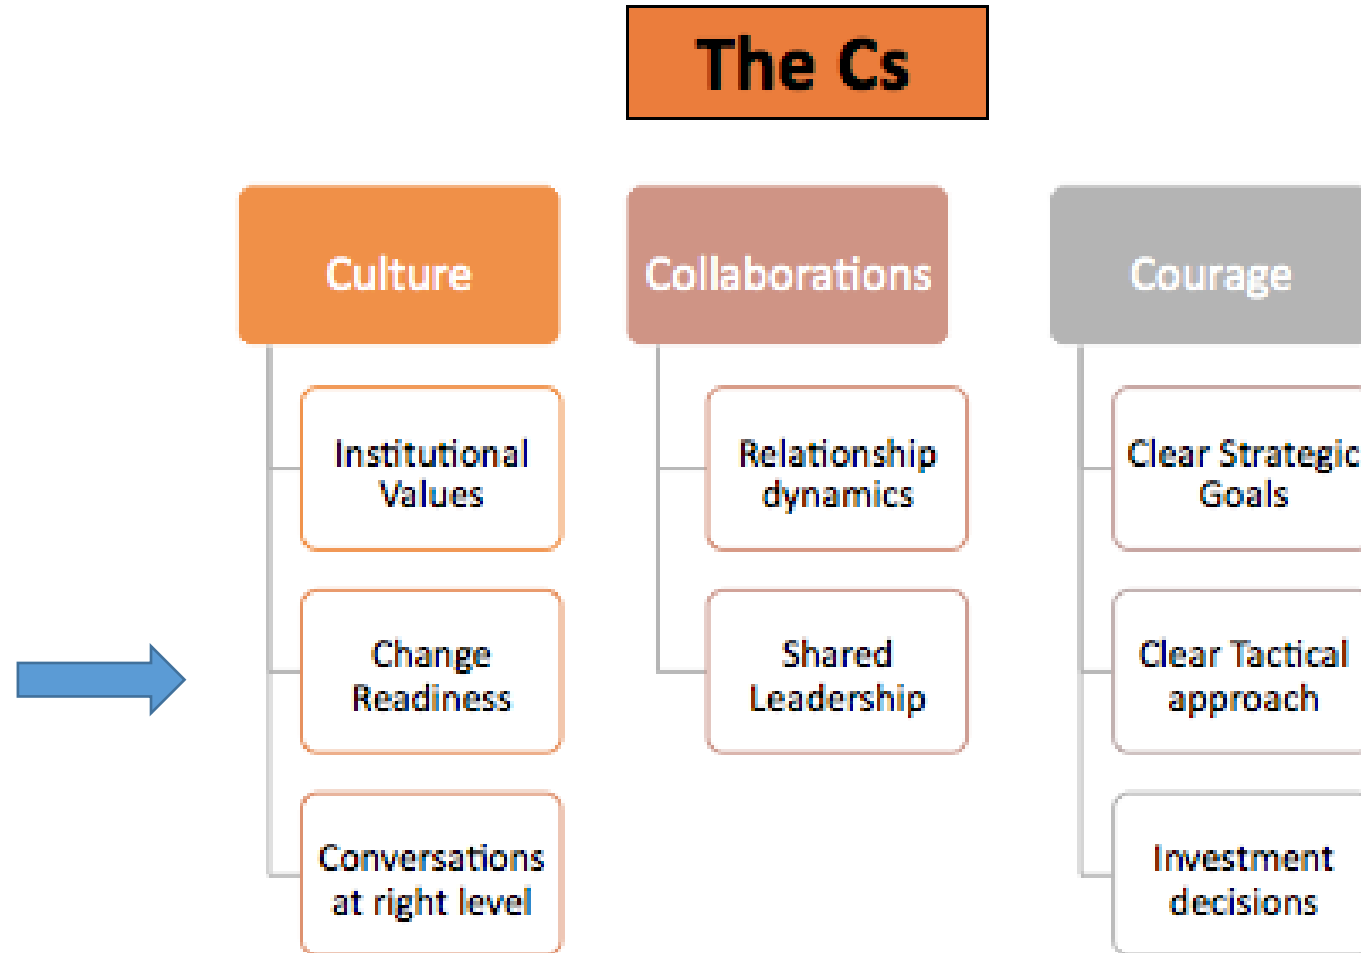 The Cs
Culture
Institutional
Values
Change
Readiness
Conversations
at right level
Collaborations
Relationship
dynamics
Shared
Leadership
Courage
Clear Strategic
Goals
Clear Tactical
approach
Investment
decisions